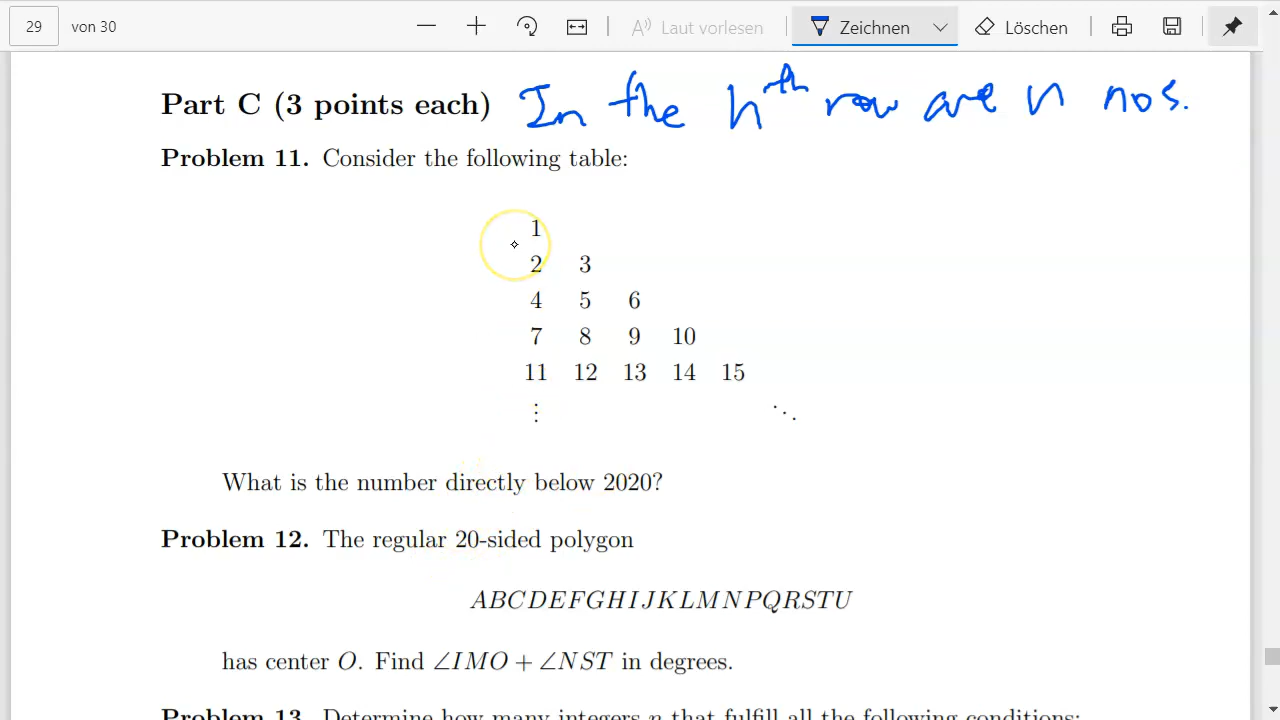 29 von 30 Laut vorlesen Zeichnen Löschen
Part C (3 points each) In the nth row are n nos.
Problem 11. Consider the following table:
1
2 3
4 5 6
7 8 9 10
11 12 13 14 15
⋮ ⋱
What is the number directly below 2020?
Problem 12. The regular 20-sided polygon
ABCDEFGHIJKLMNPQRSTU
has center O. Find ∠IMO + ∠NST in degrees.
Problem 13. Determine how many integers n that fulfill all the following conditions: